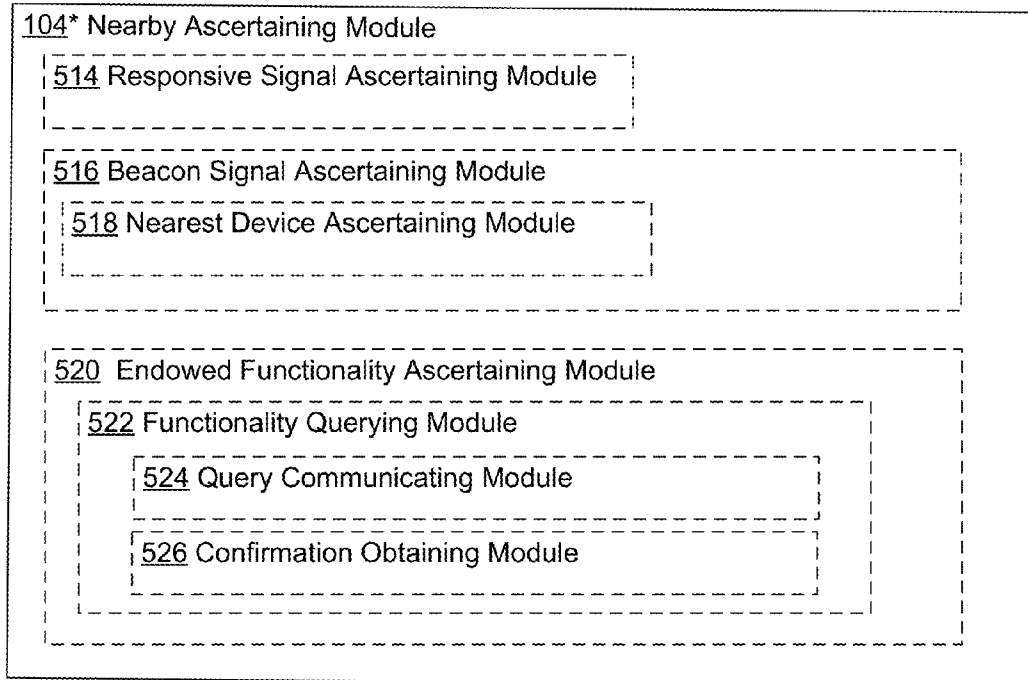 104* Nearby Ascertaining Module
514 Responsive Signal Ascertaining Module
516 Beacon Signal Ascertaining Module
518 Nearest Device Ascertaining Module
520 Endowed Functionality Ascertaining Module
522 Functionality Querying Module
524 Query Communicating Module
526 Confirmation Obtaining Module